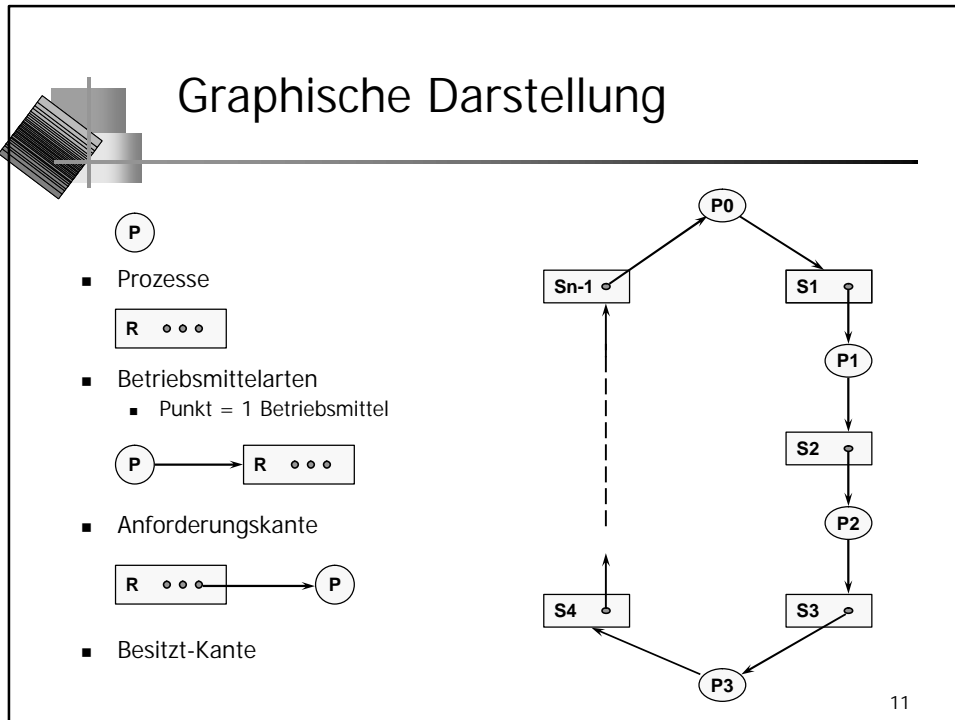 Graphische Darstellung
P
■ Prozesse
R
■ Betriebsmittelarten
■ Punkt = 1 Betriebsmittel
P R
■ Anforderungskante
R P
■ Besitzt-Kante
P0
Sn-1 S1
P1
S2
P2
S4 S3
P3
11